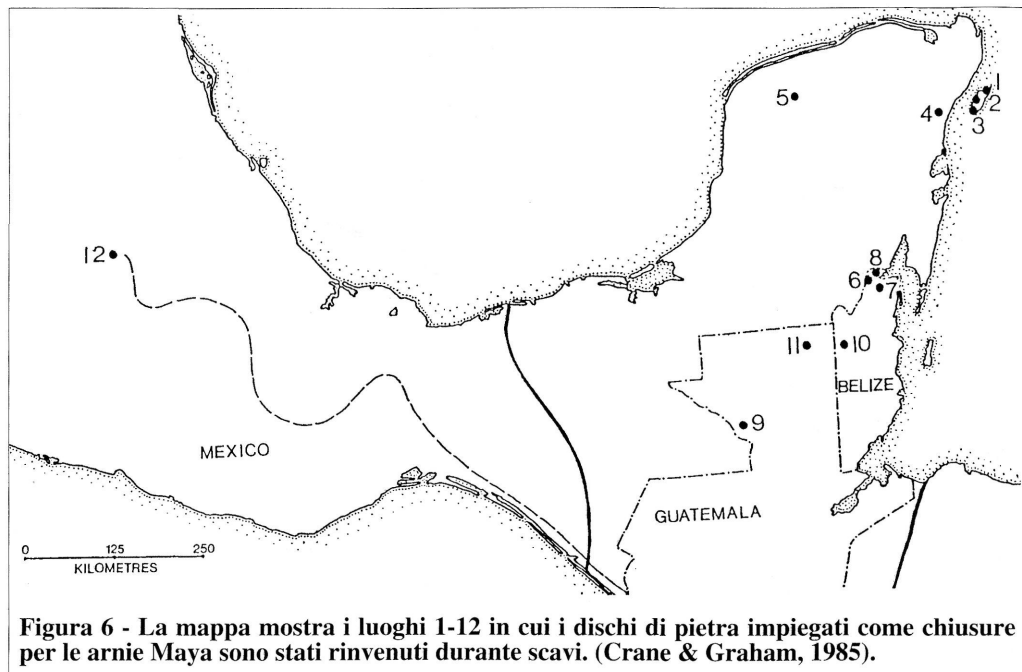 1
2
3
4
5
6
7
8
9
10
11
12
MEXICO
BELIZE
GUATEMALA
0 125 250
KILOMETRES
Figura 6 - La mappa mostra i luoghi 1-12 in cui i dischi di pietra impiegati come chiusure
per le arnie Maya sono stati rinvenuti durante scavi. (Crane & Graham, 1985).